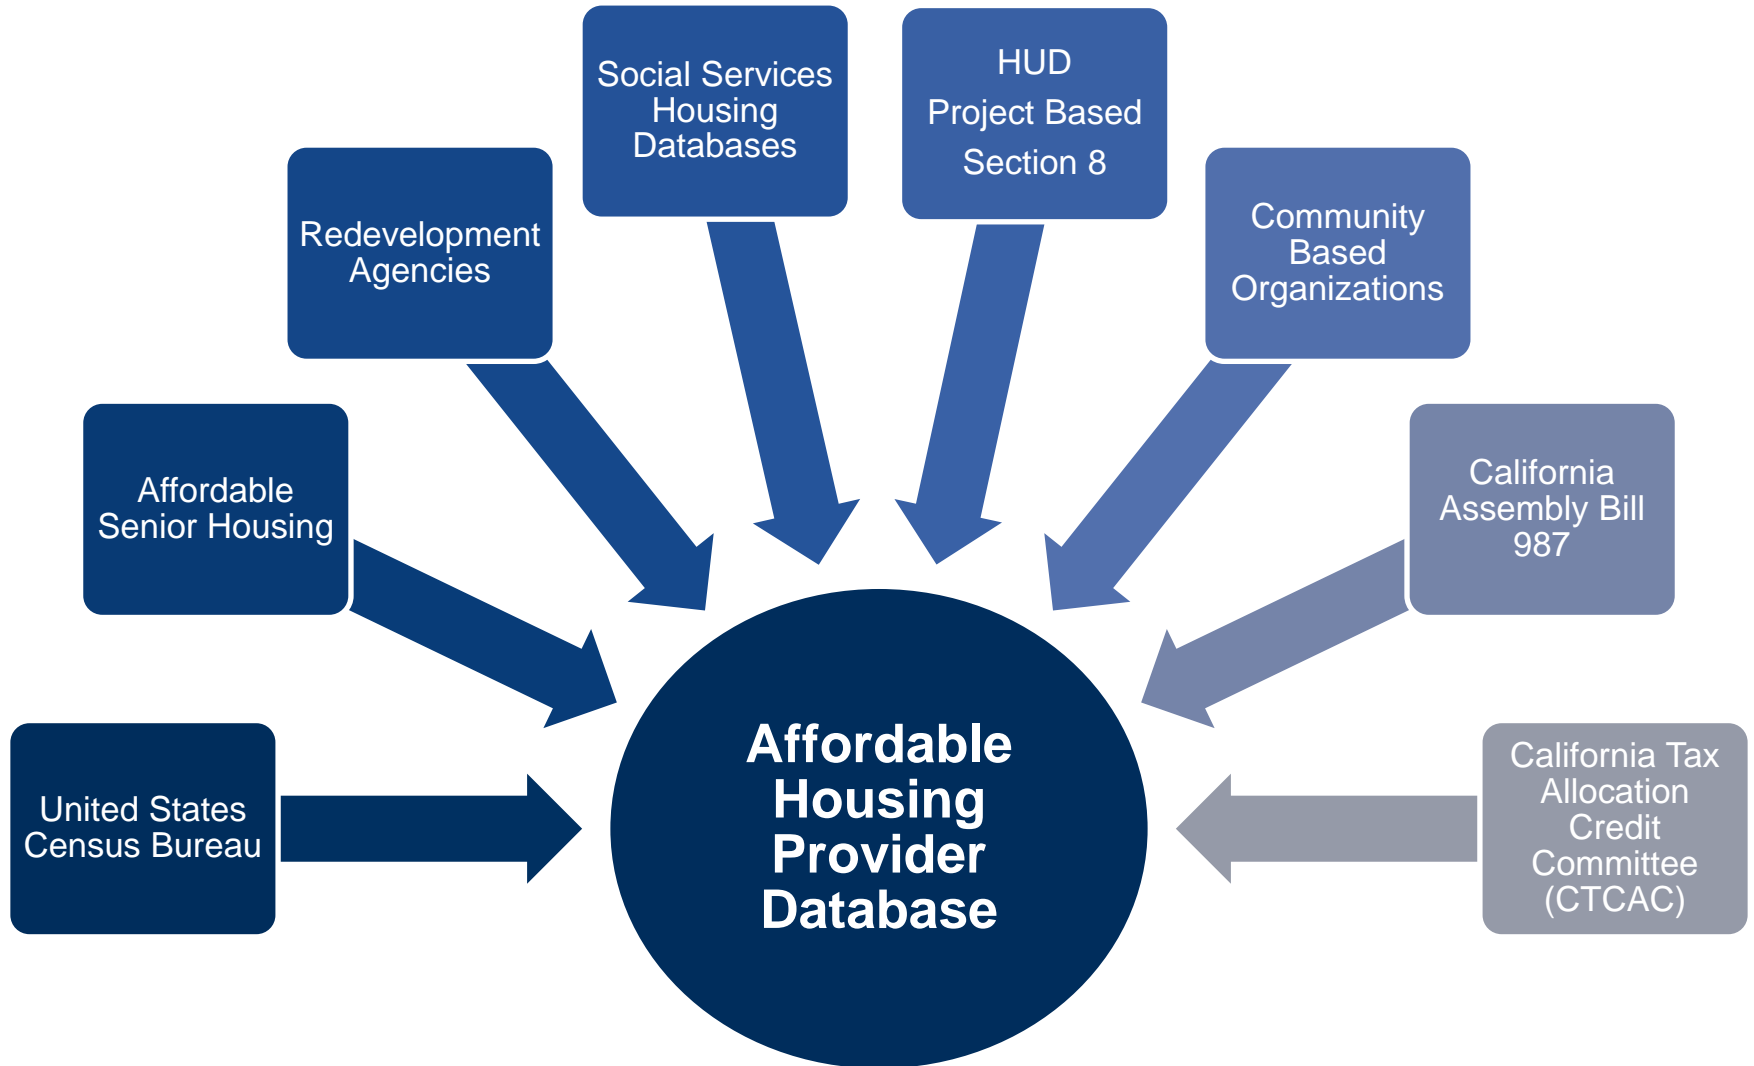 Social Services
Housing
Databases
HUD
Project Based
Section 8
Redevelopment
Agencies
Community
Based
Organizations
Affordable
Senior Housing
California
Assembly Bill
987
United States
Census Bureau
Affordable
Housing
Provider
Database
California Tax
Allocation
Credit
Committee
(CTCAC)